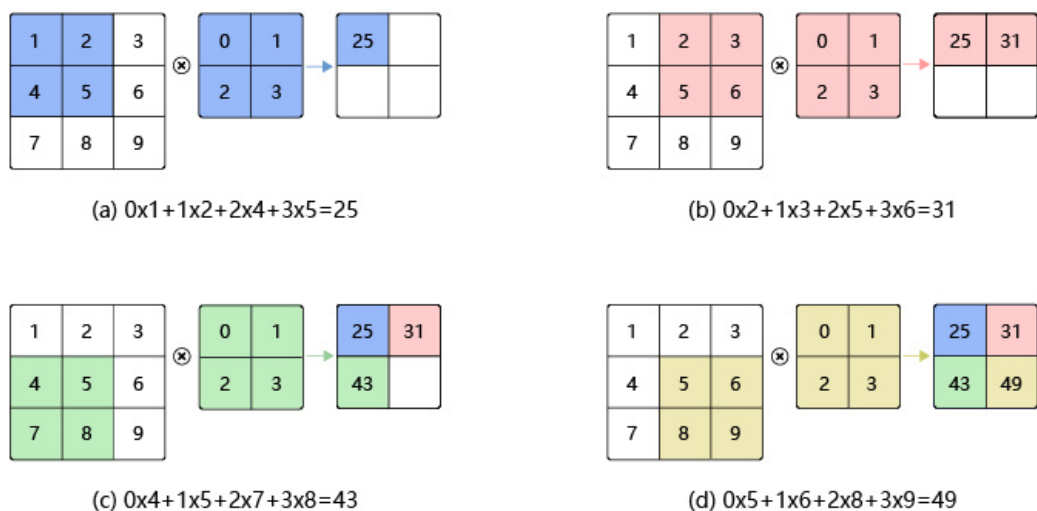 1 2 3 0 1 25
4 5 6 ⊗ 2 3
7 8 9
(a) 0x1+1x2+2x4+3x5=25
1 2 3 0 1 25 31
4 5 6 ⊗ 2 3
7 8 9
(b) 0x2+1x3+2x5+3x6=31
1 2 3 0 1 25 31
4 5 6 ⊗ 2 3 43
7 8 9
(c) 0x4+1x5+2x7+3x8=43
1 2 3 0 1 25 31
4 5 6 ⊗ 2 3 43 49
7 8 9
(d) 0x5+1x6+2x8+3x9=49